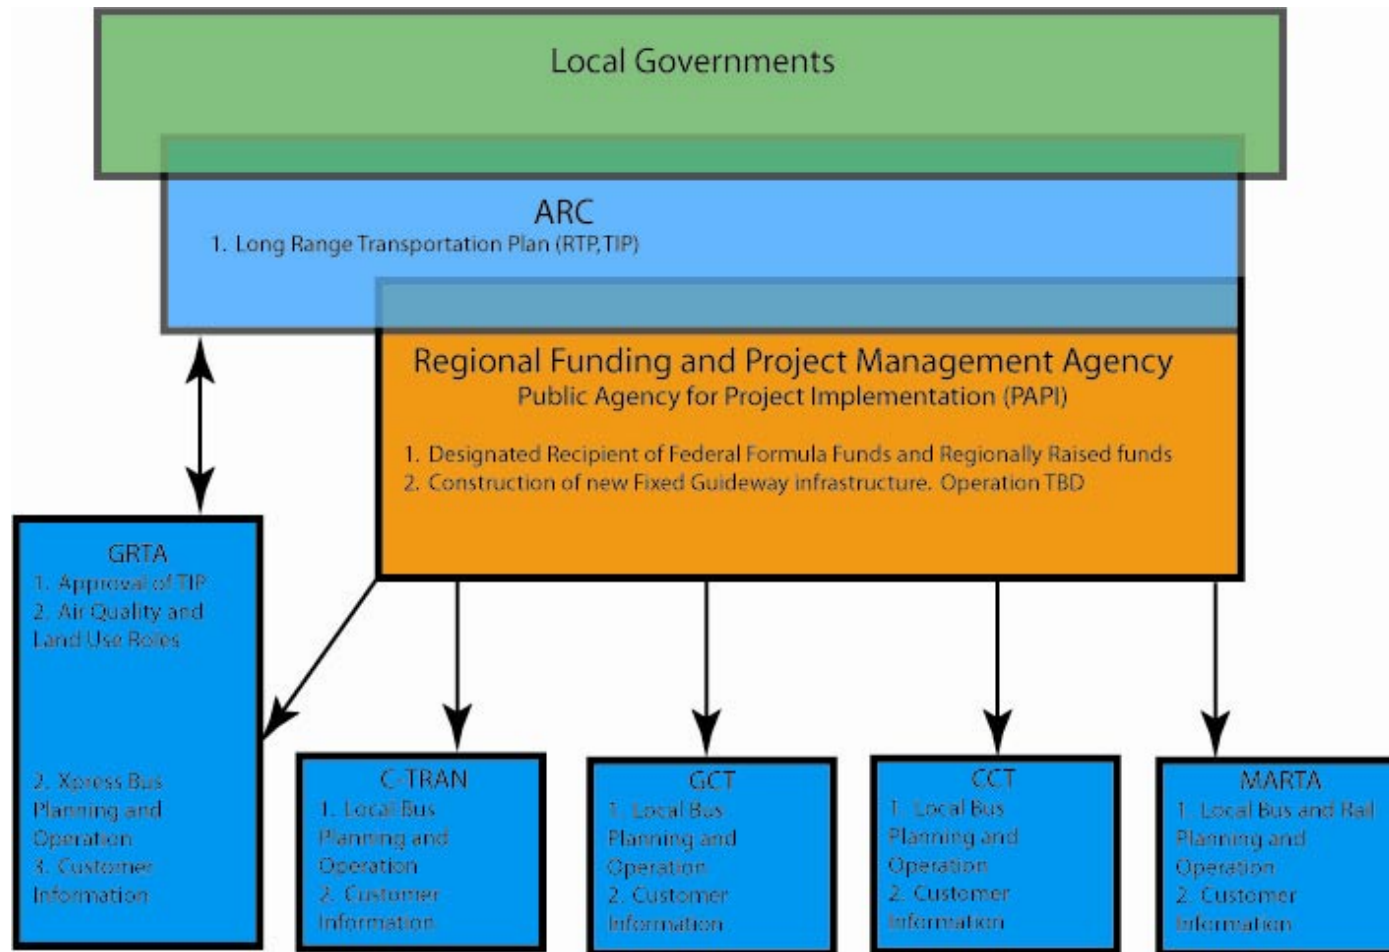 Local Governments
ARC
1. Long Range Transportation Plan (RTP,TIP)
Regional Funding and Project Management Agency
Public Agency for Project Implementation (PAPI)
1. Designated Recipient of Federal Formula Funds and Regionally Raised funds
2. Construction of new Fixed Guideway infrastructure. Operation TBD
GRTA
1. Approval of TIP
2. Air Quality and
Land Use Roles
2. Xpress Bus
Planning and
Operation
3. Customer
Information
C-TRAN
1. Local Bus
Planning and
Operation
2. Customer
Information
GCT
1. Local Bus
Planning and
Operation
2. Customer
Information
CCT
1. Local Bus
Planning and
Operation
2. Customer
Information
MARTA
1. Local Bus and Rail
Planning and
Operation
2. Customer
Information